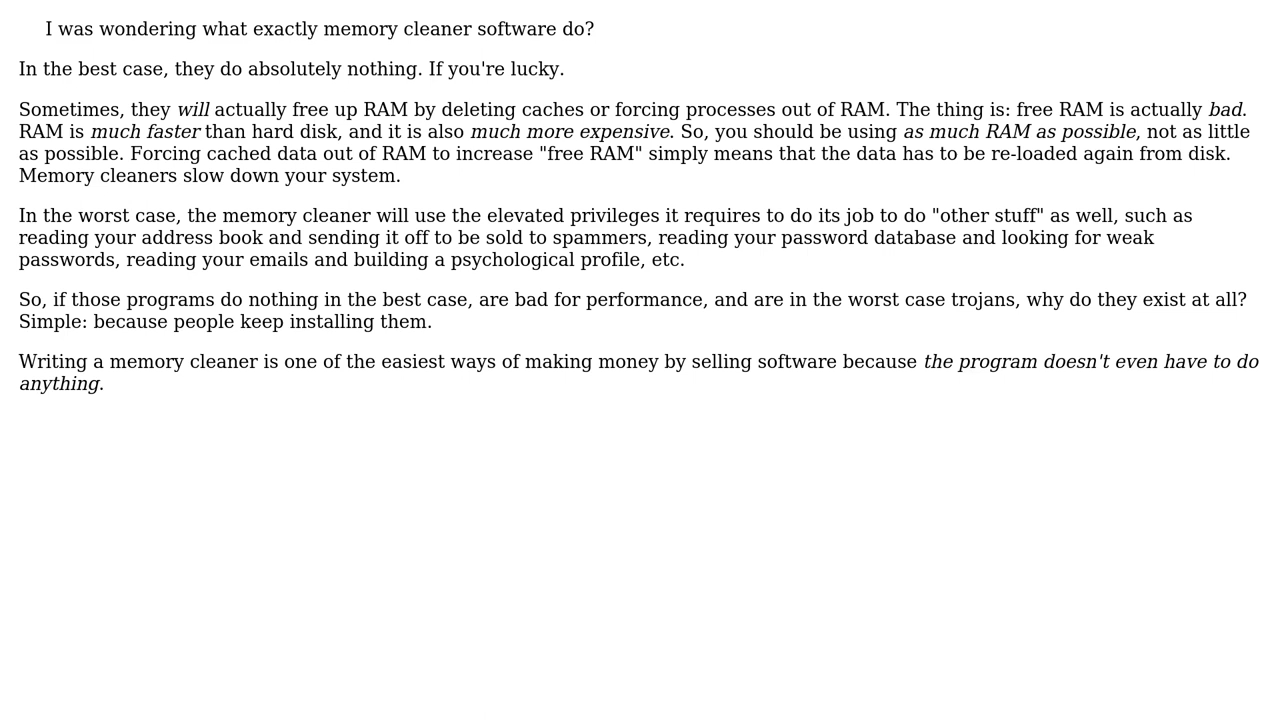 I was wondering what exactly memory cleaner software do?
In the best case, they do absolutely nothing. If you're lucky.
Sometimes, they will actually free up RAM by deleting caches or forcing processes out of RAM. The thing is: free RAM is actually bad.
RAM is much faster than hard disk, and it is also much more expensive. So, you should be using as much RAM as possible, not as little
as possible. Forcing cached data out of RAM to increase "free RAM" simply means that the data has to be re-loaded again from disk.
Memory cleaners slow down your system.
In the worst case, the memory cleaner will use the elevated privileges it requires to do its job to do "other stuff" as well, such as
reading your address book and sending it off to be sold to spammers, reading your password database and looking for weak
passwords, reading your emails and building a psychological profile, etc.
So, if those programs do nothing in the best case, are bad for performance, and are in the worst case trojans, why do they exist at all?
Simple: because people keep installing them.
Writing a memory cleaner is one of the easiest ways of making money by selling software because the program doesn't even have to do
anything.